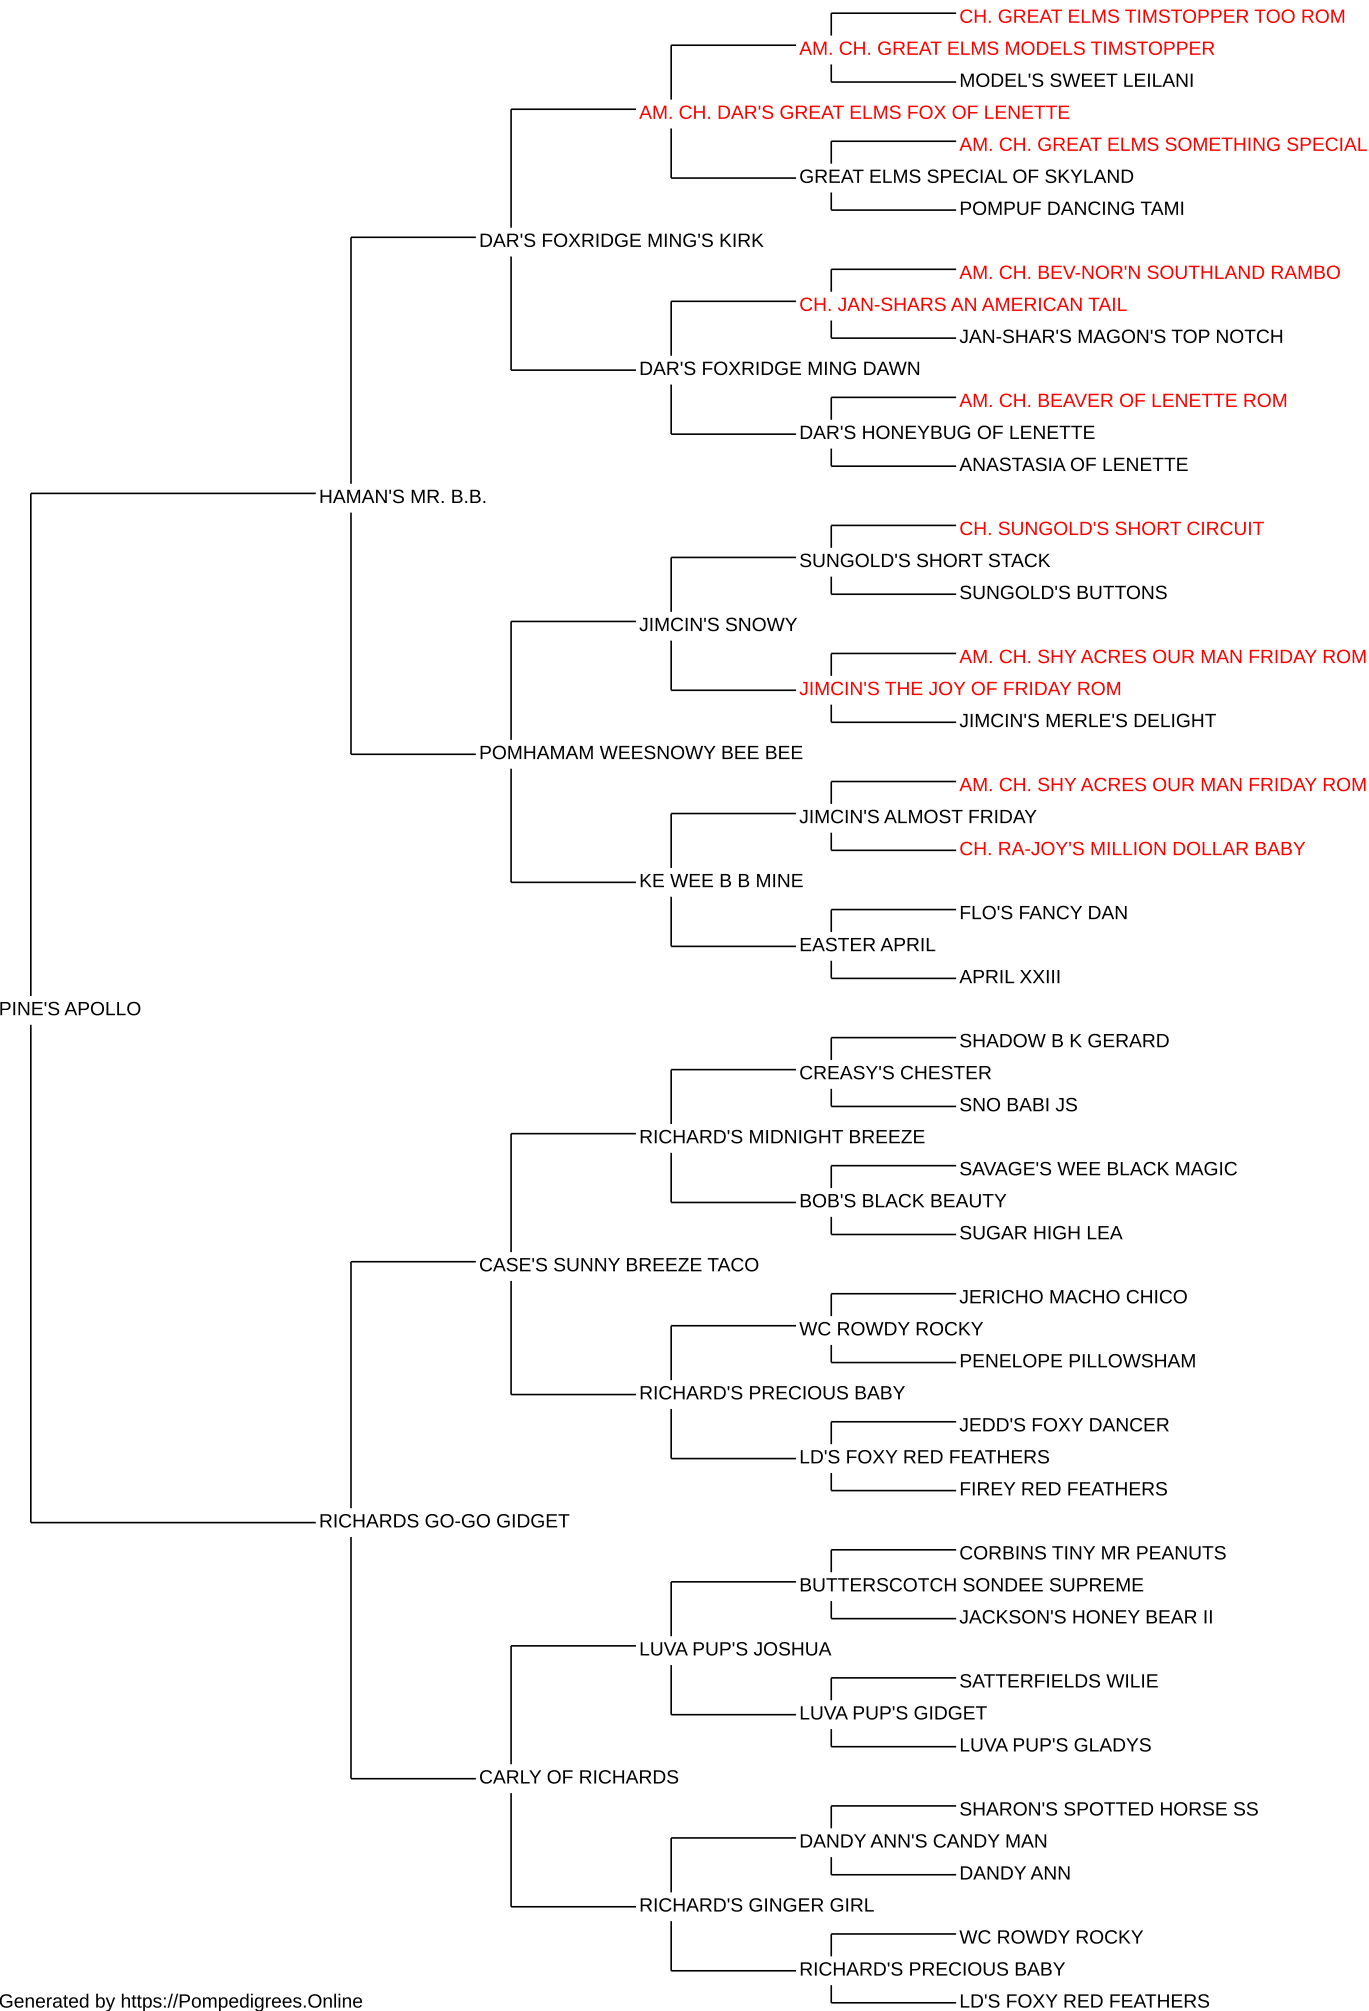 CH. GREAT ELMS TIMSTOPPER TOO ROM
AM. CH. GREAT ELMS MODELS TIMSTOPPER
MODEL'S SWEET LEILANI
AM. CH. DAR'S GREAT ELMS FOX OF LENETTE
AM. CH. GREAT ELMS SOMETHING SPECIAL
GREAT ELMS SPECIAL OF SKYLAND
POMPUF DANCING TAMI
DAR'S FOXRIDGE MING'S KIRK
AM. CH. BEV-NOR'N SOUTHLAND RAMBO
CH. JAN-SHARS AN AMERICAN TAIL
JAN-SHAR'S MAGON'S TOP NOTCH
DAR'S FOXRIDGE MING DAWN
AM. CH. BEAVER OF LENETTE ROM
DAR'S HONEYBUG OF LENETTE
ANASTASIA OF LENETTE
HAMAN'S MR. B.B.
CH. SUNGOLD'S SHORT CIRCUIT
SUNGOLD'S SHORT STACK
SUNGOLD'S BUTTONS
JIMCIN'S SNOWY
AM. CH. SHY ACRES OUR MAN FRIDAY ROM
JIMCIN'S THE JOY OF FRIDAY ROM
JIMCIN'S MERLE'S DELIGHT
POMHAMAM WEESNOWY BEE BEE
AM. CH. SHY ACRES OUR MAN FRIDAY ROM
JIMCIN'S ALMOST FRIDAY
CH. RA-JOY'S MILLION DOLLAR BABY
KE WEE B B MINE
FLO'S FANCY DAN
EASTER APRIL
APRIL XXIII
PINE'S APOLLO
SHADOW B K GERARD
CREASY'S CHESTER
SNO BABI JS
RICHARD'S MIDNIGHT BREEZE
SAVAGE'S WEE BLACK MAGIC
BOB'S BLACK BEAUTY
SUGAR HIGH LEA
CASE'S SUNNY BREEZE TACO
JERICHO MACHO CHICO
WC ROWDY ROCKY
PENELOPE PILLOWSHAM
RICHARD'S PRECIOUS BABY
JEDD'S FOXY DANCER
LD'S FOXY RED FEATHERS
FIREY RED FEATHERS
RICHARDS GO-GO GIDGET
CORBINS TINY MR PEANUTS
BUTTERSCOTCH SONDEE SUPREME
JACKSON'S HONEY BEAR II
LUVA PUP'S JOSHUA
SATTERFIELDS WILIE
LUVA PUP'S GIDGET
LUVA PUP'S GLADYS
CARLY OF RICHARDS
SHARON'S SPOTTED HORSE SS
DANDY ANN'S CANDY MAN
DANDY ANN
RICHARD'S GINGER GIRL
WC ROWDY ROCKY
RICHARD'S PRECIOUS BABY
LD'S FOXY RED FEATHERS
Generated by https://Pompedigrees.Online